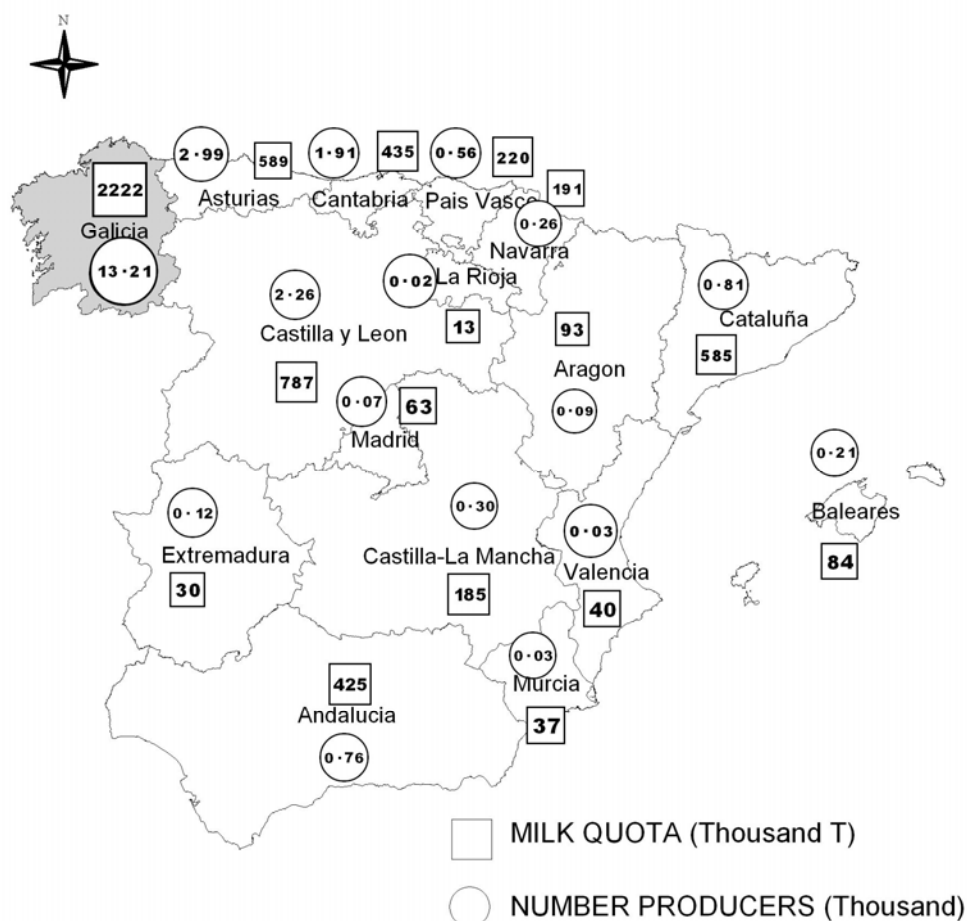 N
2.99
589
1.91
435
0.56
220
2222
Asturias
Cantabria
Pais Vasco
191
Galicia
0.26
Navarra
13.21
0.02
La Rioja
2.26
0.81
Castilla y Leon
13
93
Cataluña
585
787
Aragon
0.07
63
0.09
Madrid
0.21
0.12
0.30
Baleares
0.03
Extremadura
Castilla-La Mancha
Valencia
84
30
185
40
0.03
425
Murcia
Andalucia
37
0.76
MILK QUOTA (Thousand T)
NUMBER PRODUCERS (Thousand)